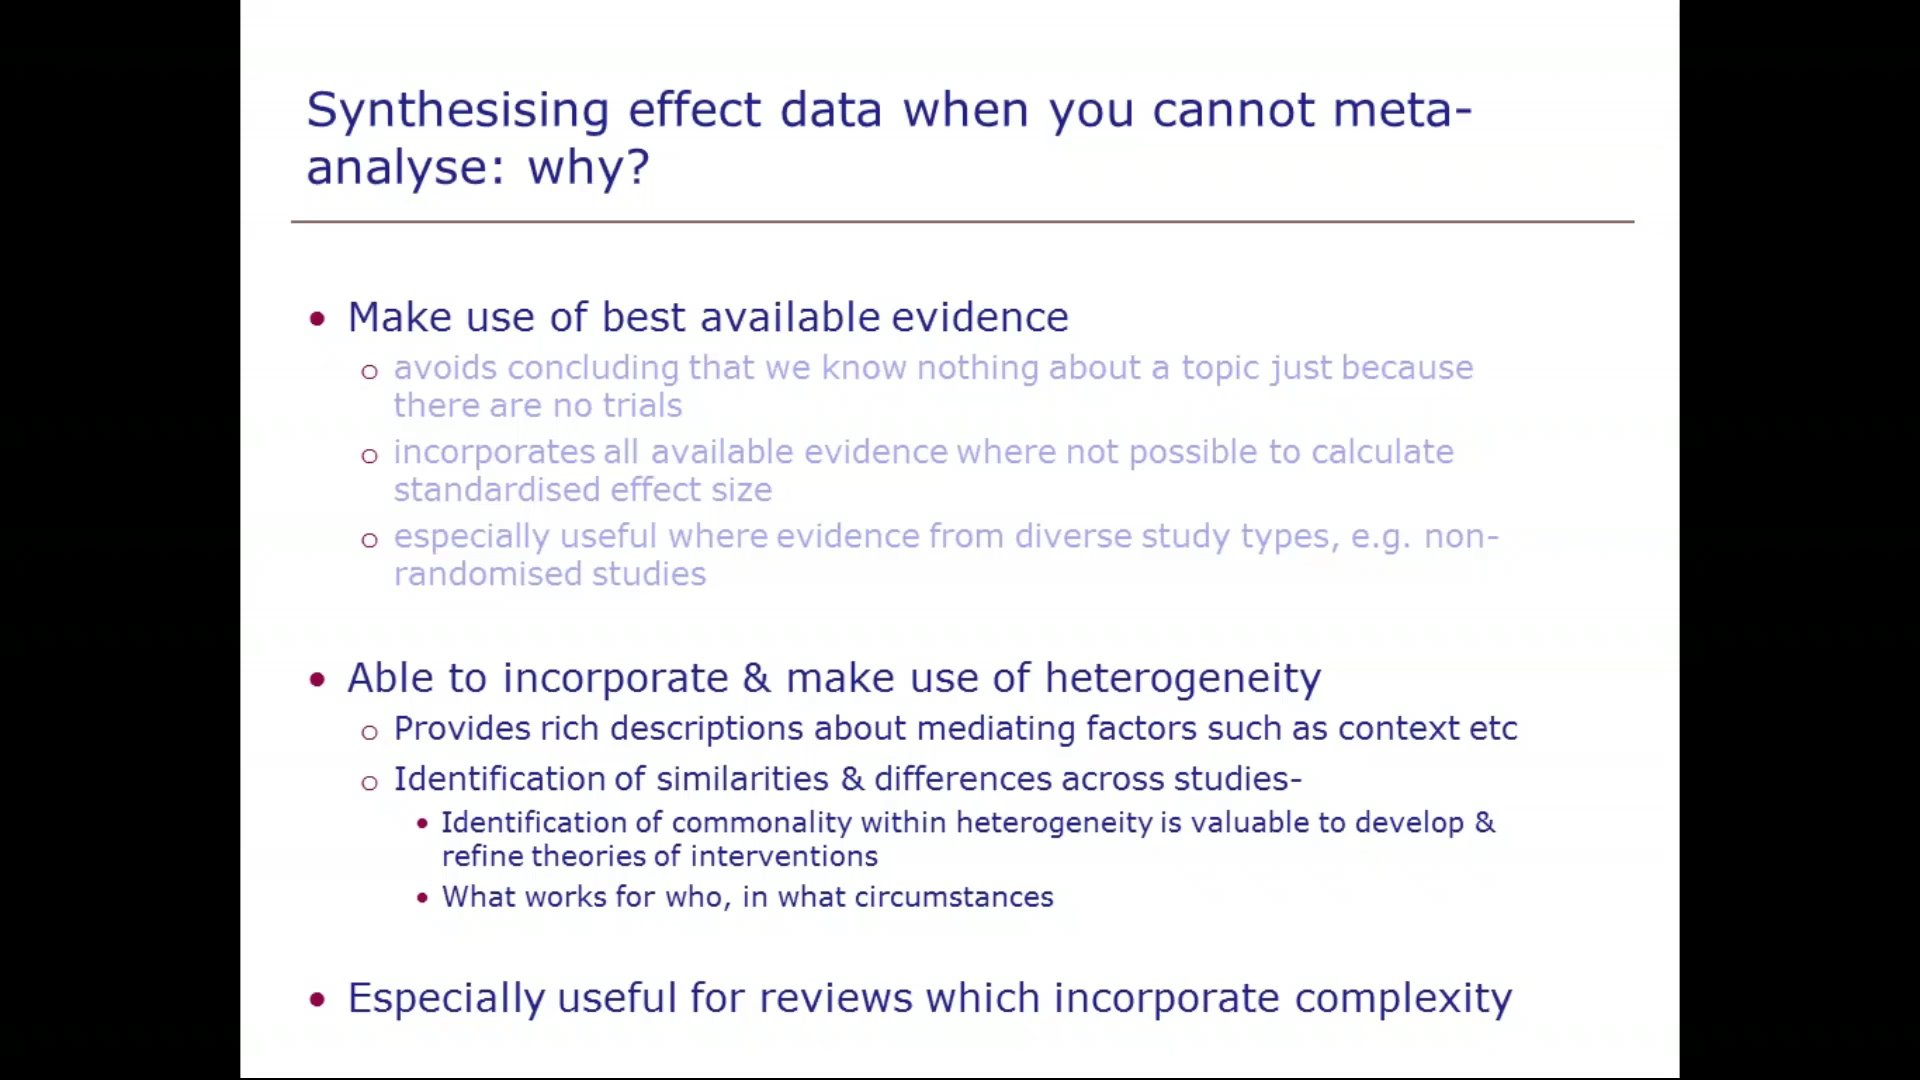 Synthesising effect data when you cannot meta-
analyse: why?
• Make use of best available evidence
o avoids concluding that we know nothing about a topic just because
there are no trials
o incorporates all available evidence where not possible to calculate
standardised effect size
o especially useful where evidence from diverse study types, e.g. non-
randomised studies
• Able to incorporate & make use of heterogeneity
o Provides rich descriptions about mediating factors such as context etc
o Identification of similarities & differences across studies-
• Identification of commonality within heterogeneity is valuable to develop &
refine theories of interventions
• What works for who, in what circumstances
• Especially useful for reviews which incorporate complexity